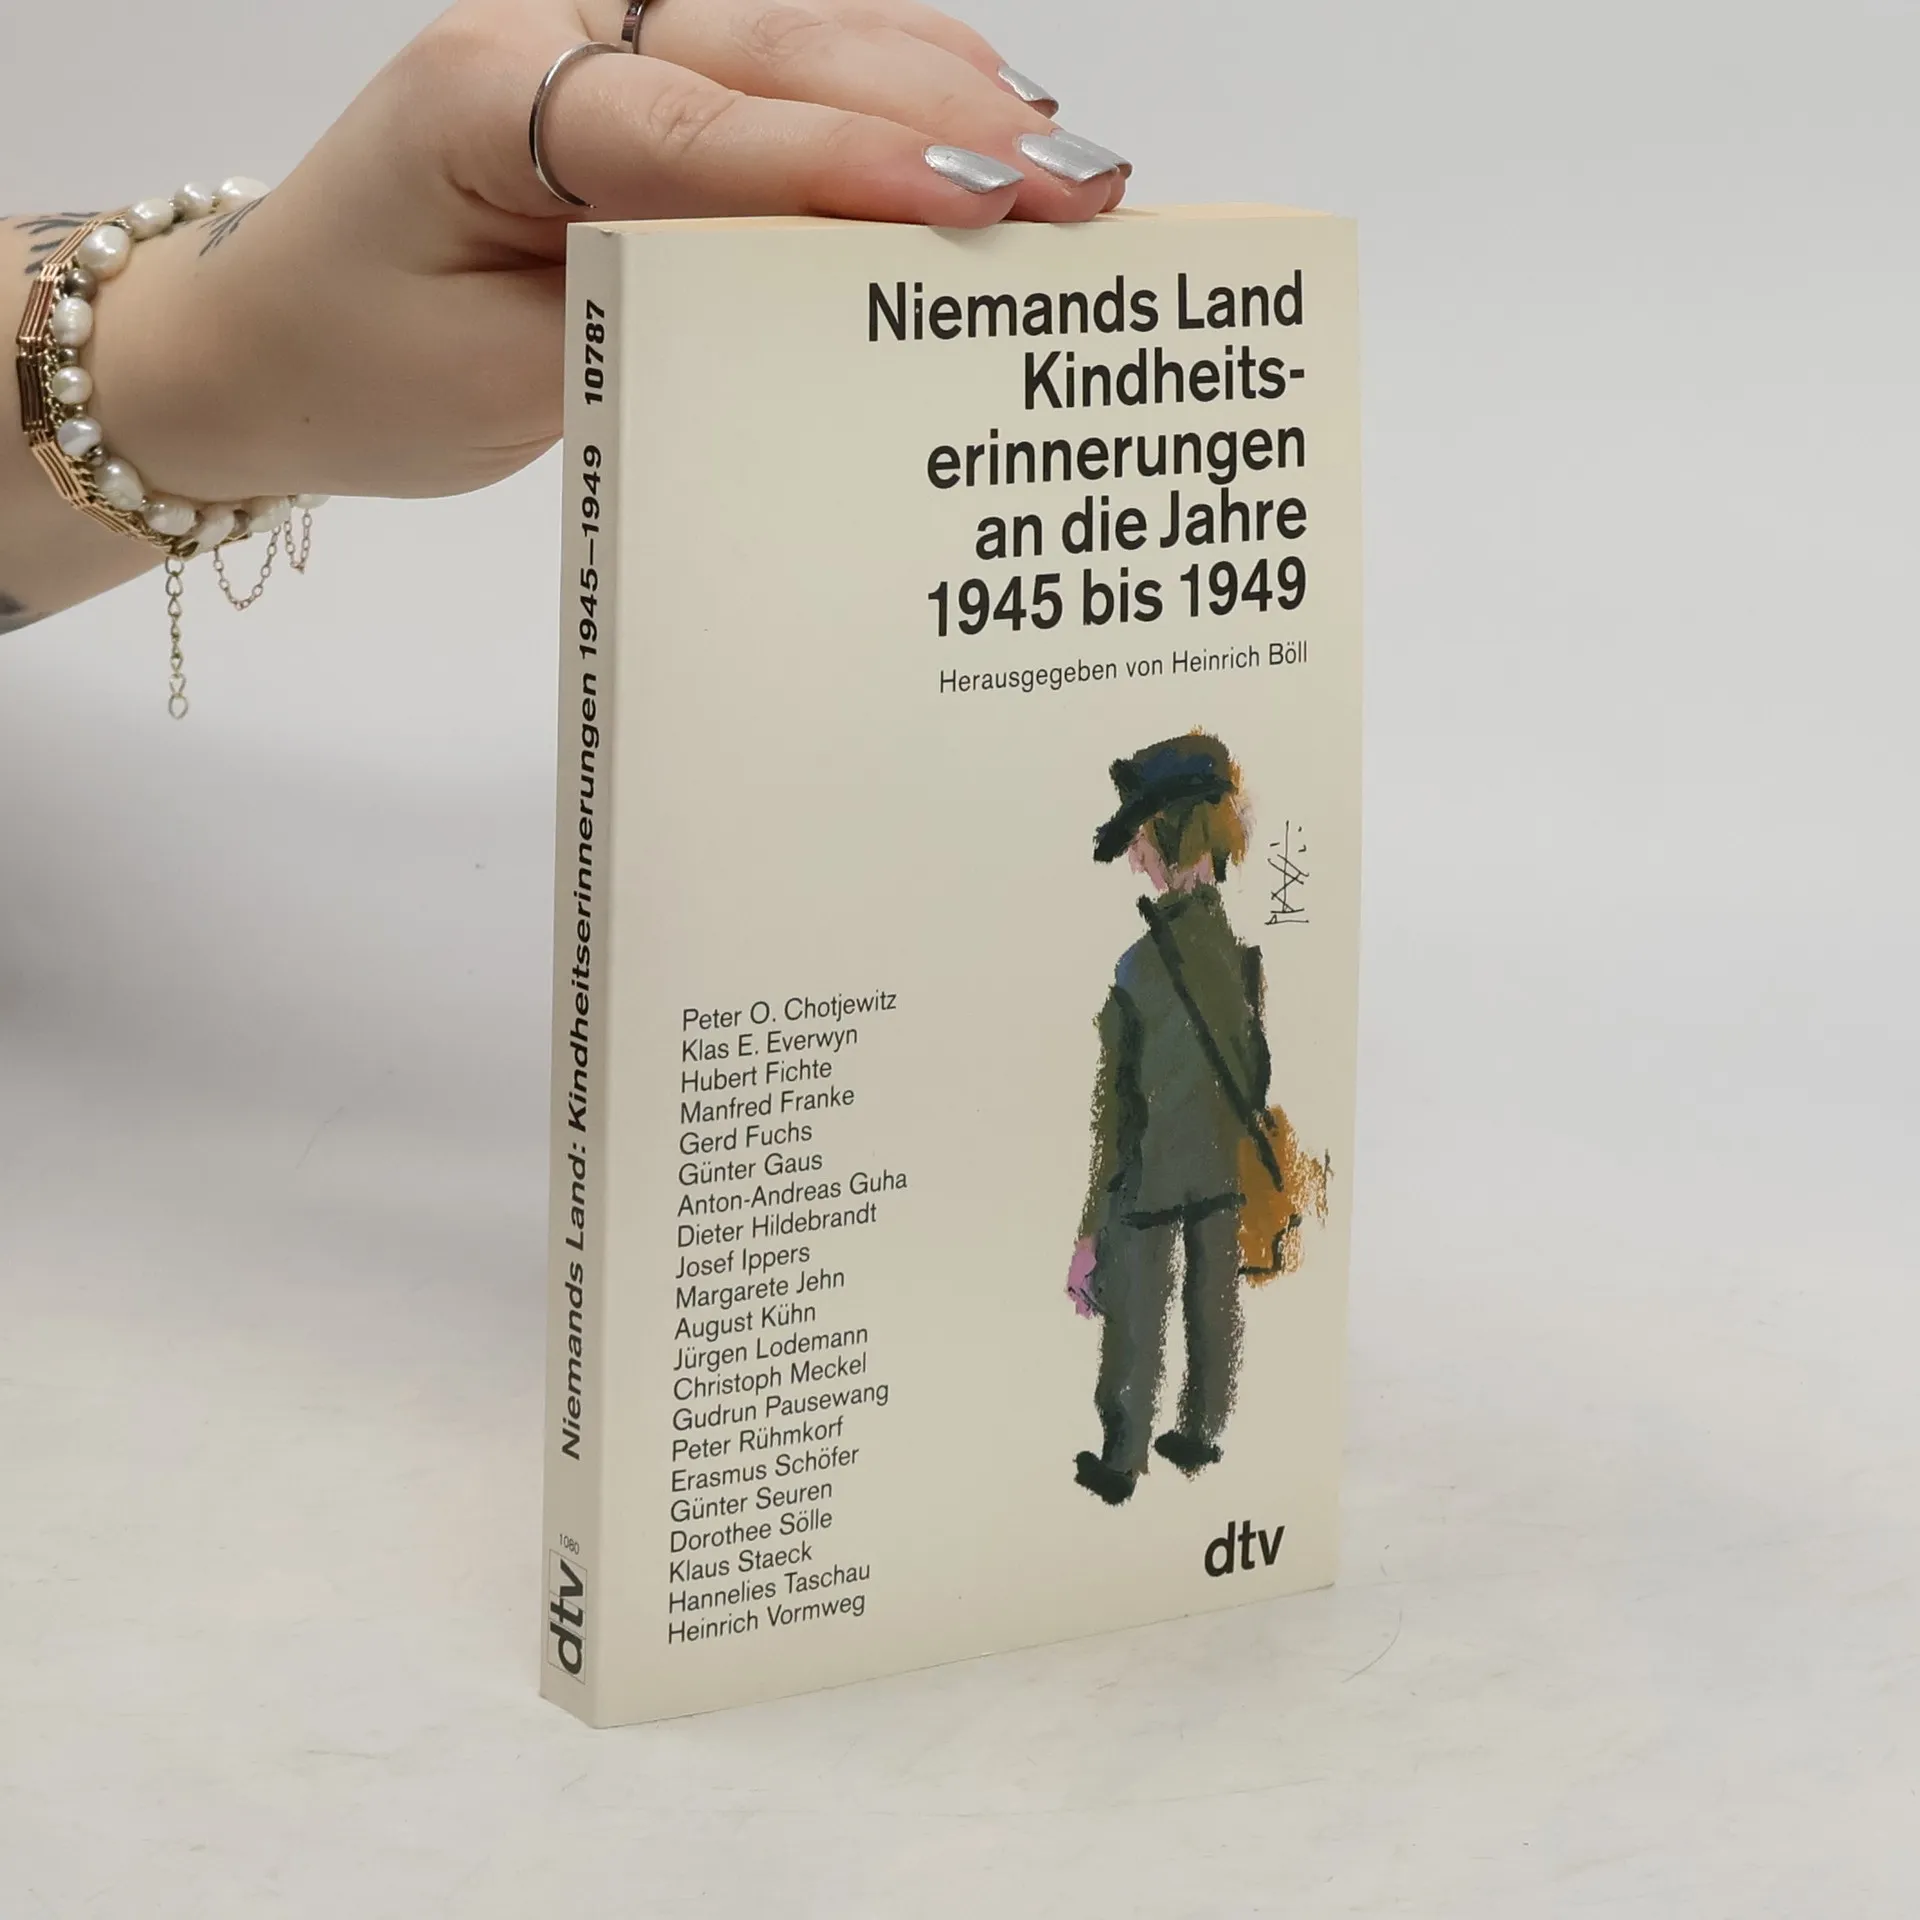 Niemands Land
Kindheits-
erinnerungen
an die Jahre
1945 bis 1949
Herausgegeben von Heinrich Böll
Peter O. Chotjewitz
Klas E. Everwyn
Hubert Fichte
Manfred Franke
Gerd Fuchs
Günter Gaus
Anton-Andreas Guha
Dieter Hildebrandt
Josef Ippers
Margarete Jehn
August Kühn
Jürgen Lodemann
Christoph Meckel
Gudrun Pausewang
Peter Rühmkorf
Erasmus Schöfer
Günter Seuren
Dorothee Sölle
Klaus Staeck
Hannelies Taschau
Heinrich Vormweg
dtv
Niemands Land: Kindheitserinnerungen 1945–1949 10787
1080
dtv